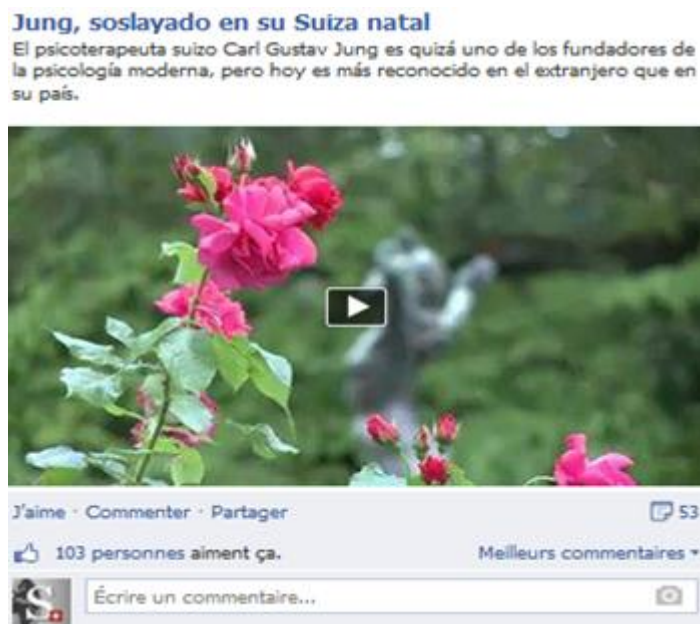 Jung, soslayado en su Suiza natal
El psicoterapeuta suizo Carl Gustav Jung es quizá uno de los fundadores de
la psicología moderna, pero hoy es más reconocido en el extranjero que en
su país.
J'aime · Commenter · Partager 53
103 personnes aiment ça. Meilleurs commentaires
S
Écrire un commentaire...